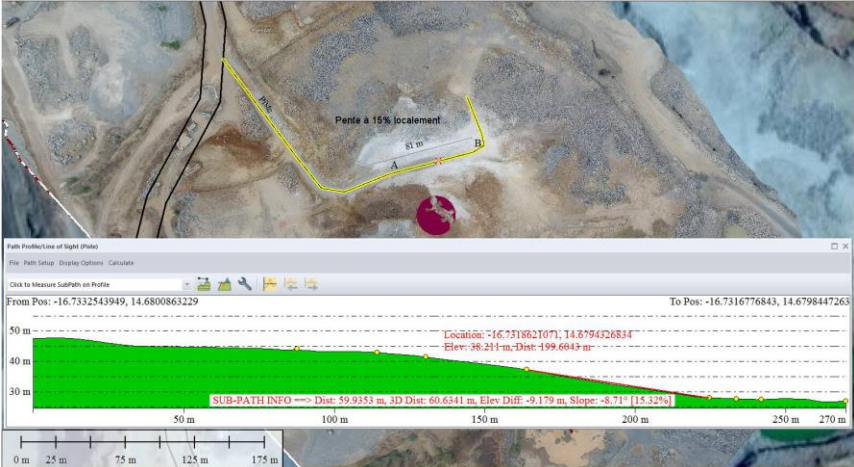 Piste
Pente à 15% localement
81 m
A
B
Path Profile/Line of Sight (Piste)
File Path Setup Display Options Calculate
Click to Measure SubPath on Profile
From Pos: -16.7332543949, 14.6800863229
To Pos: -16.7316776843, 14.6798447263
Location: -16.7318621071, 14.6794326834
Elev: 38.211 m, Dist: 199.6043 m
50 m
40 m
30 m
SUB-PATH INFO ==> Dist: 59.9353 m, 3D Dist: 60.6341 m, Elev Diff: -9.179 m, Slope: -8.71° [15.32%]
50 m 100 m 150 m 200 m 250 m 270 m
0 m 25 m 75 m 125 m 175 m